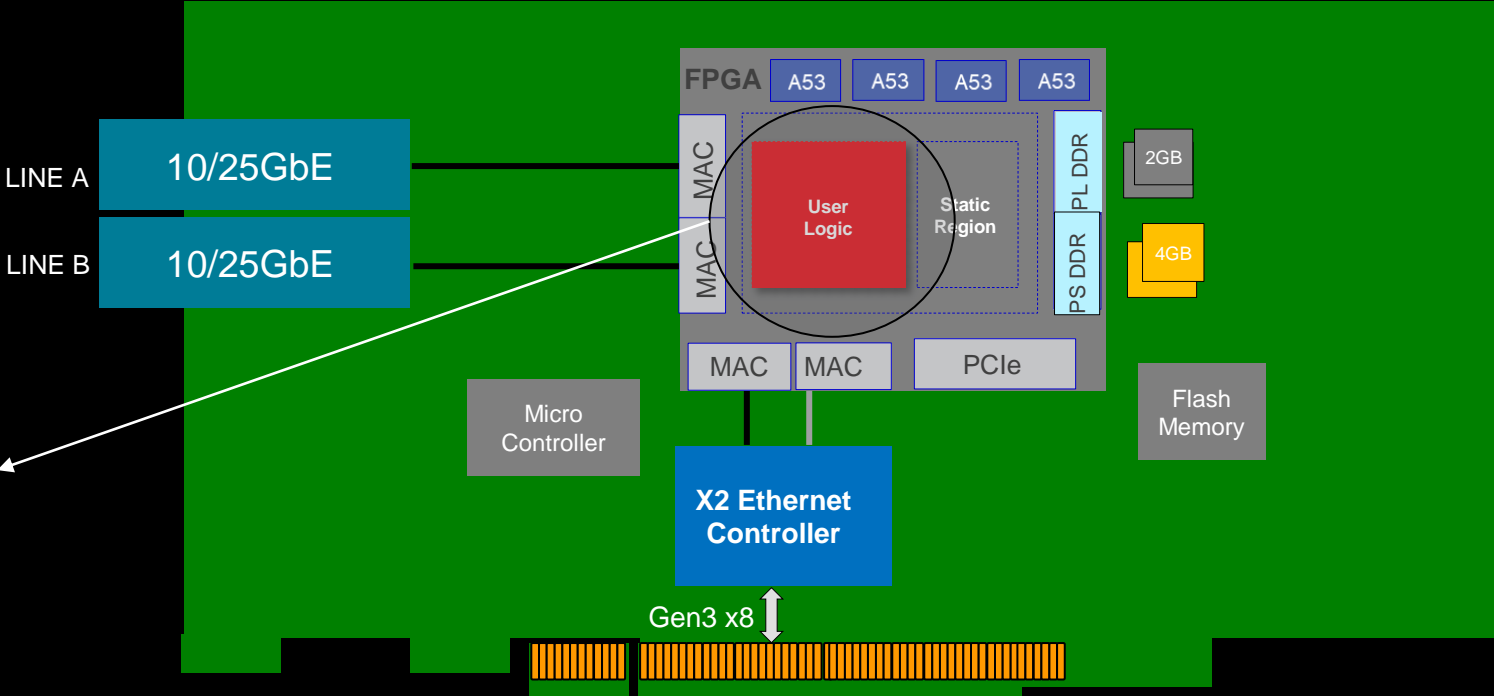 FPGA
A53
A53
A53
A53
LINE A
10/25GbE
MAC
User
Logic
Static
Region
PL DDR
2GB
LINE B
10/25GbE
MAC
PS DDR
4GB
MAC
MAC
PCIe
Micro
Controller
Flash
Memory
X2 Ethernet
Controller
Gen3 x8